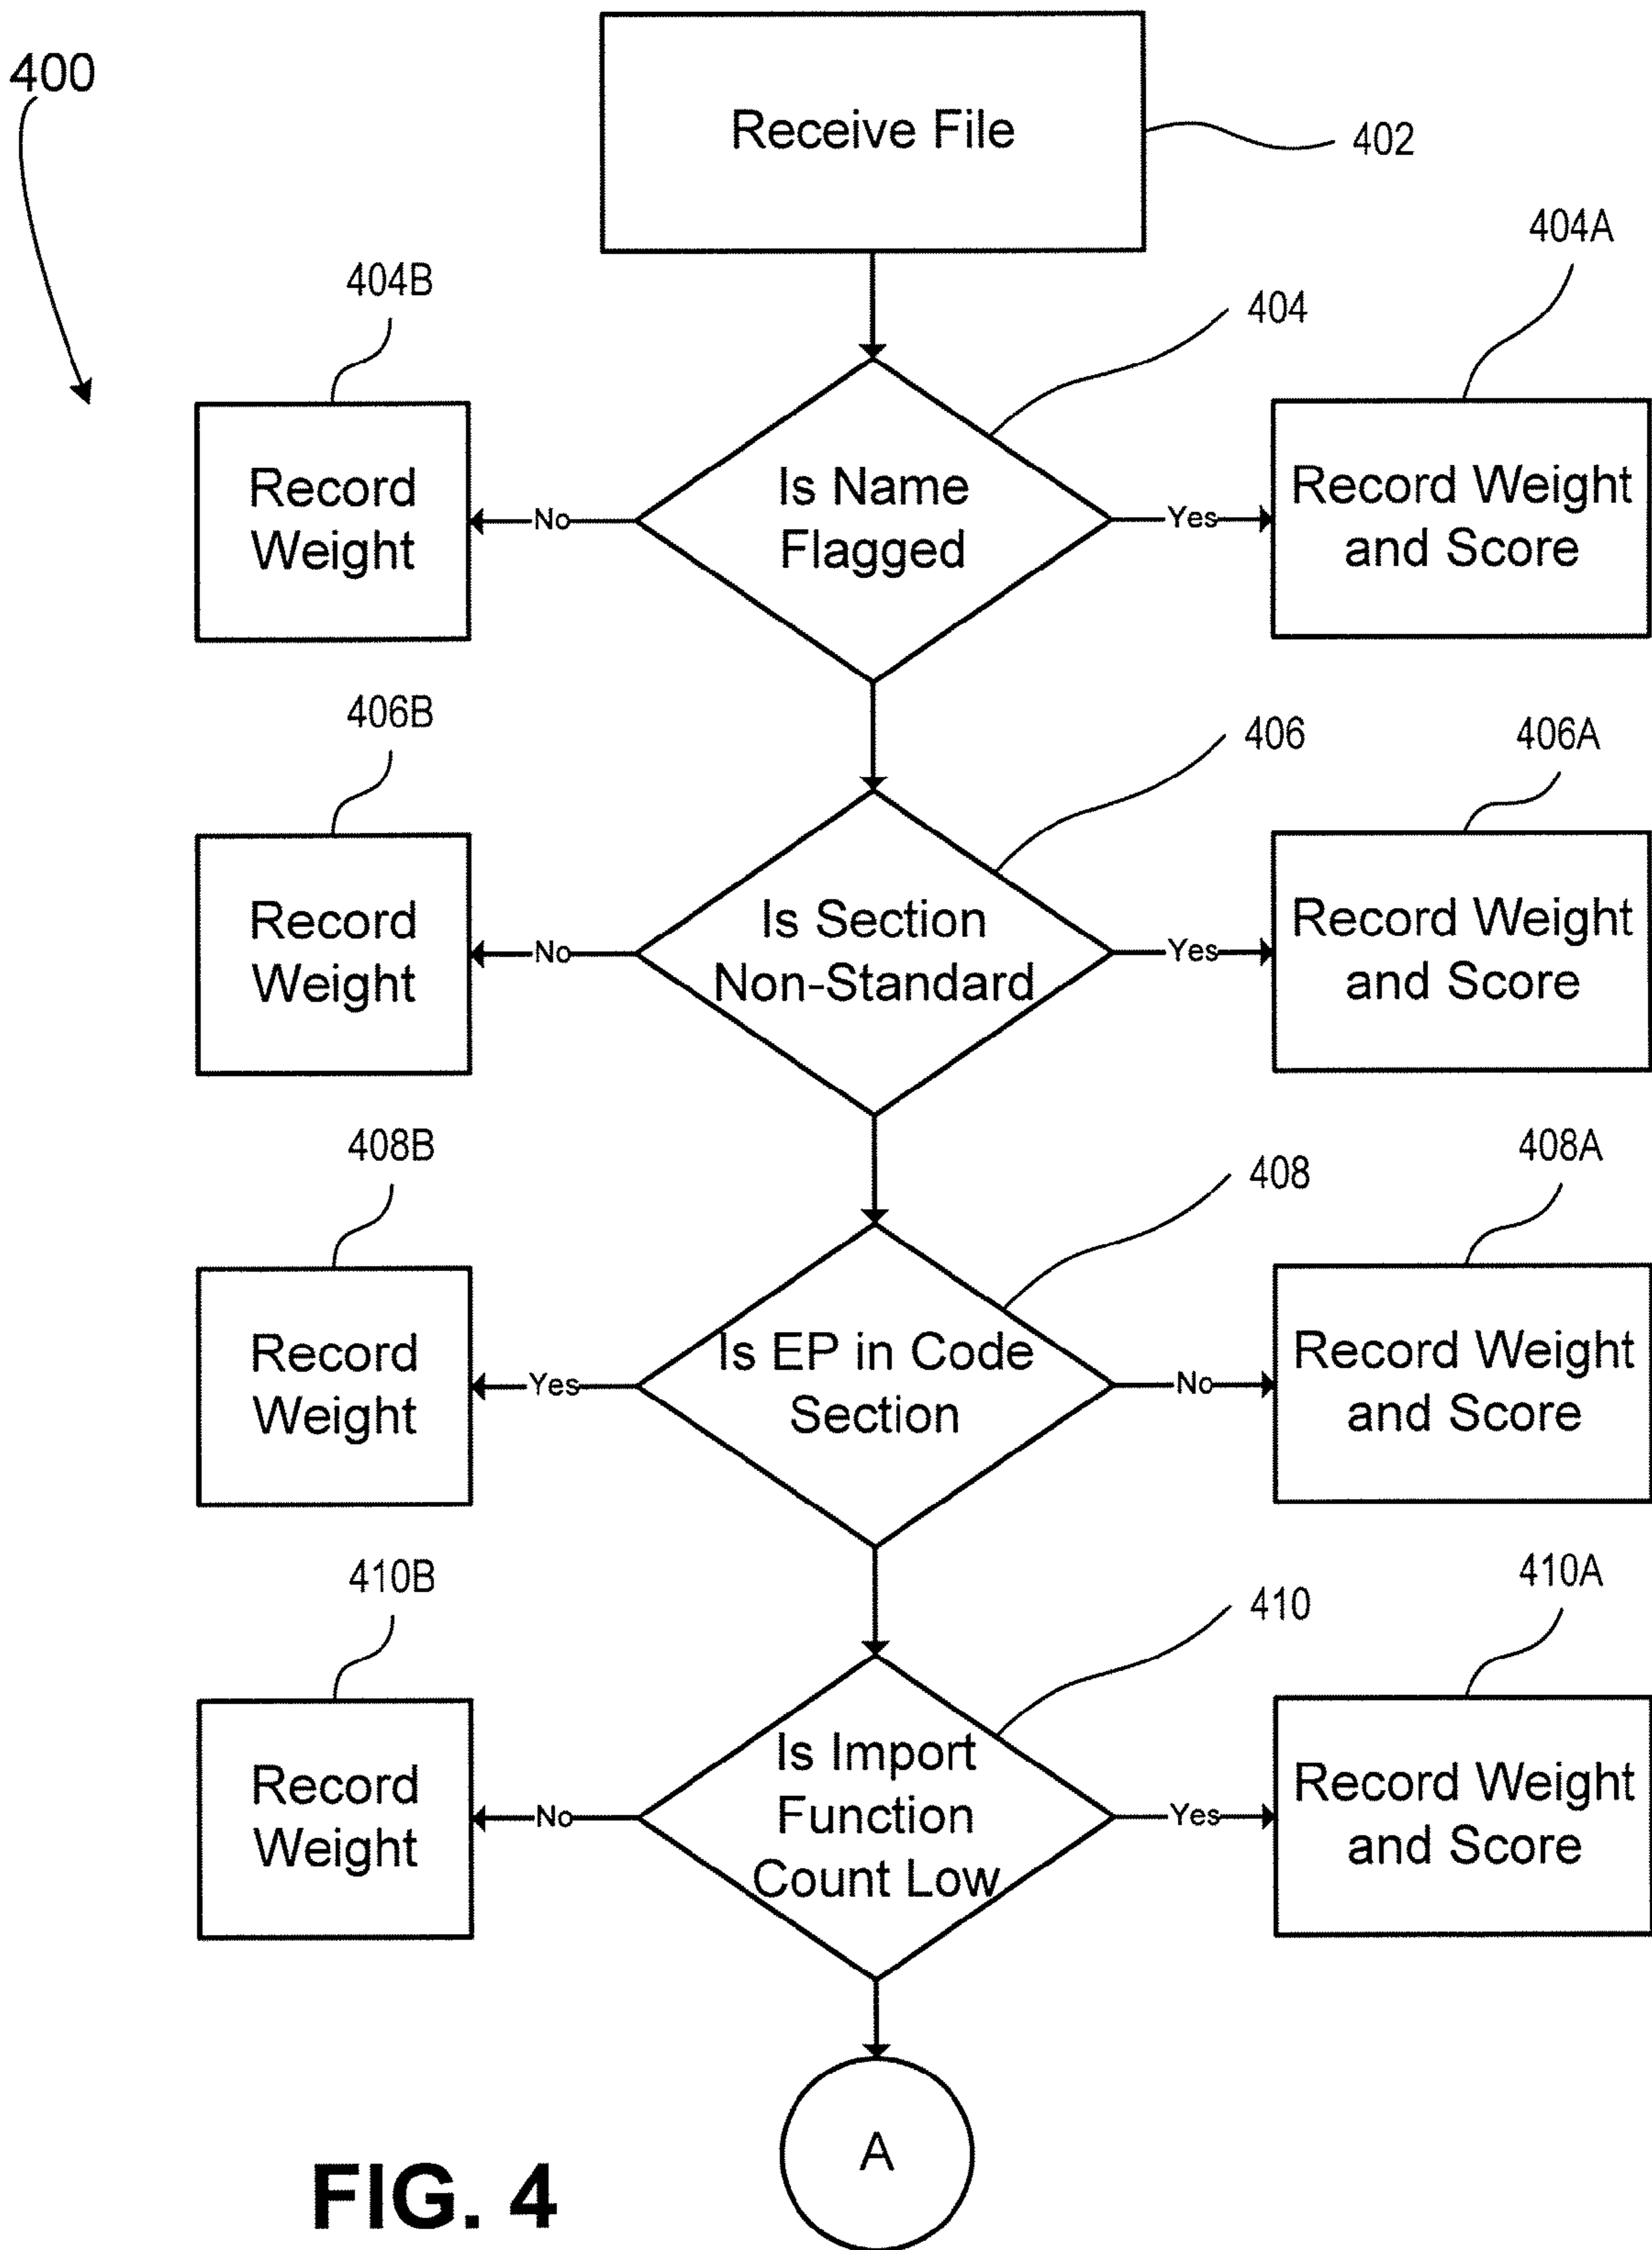 400
Receive File
402
404A
404B
404
Record
Weight
No
Is Name
Flagged
Yes
Record Weight
and Score
406B
406
406A
Record
Weight
No
Is Section
Non-Standard
Yes
Record Weight
and Score
408B
408
408A
Record
Weight
Yes
Is EP in Code
Section
No
Record Weight
and Score
410B
410
410A
Record
Weight
No
Is Import
Function
Count Low
Yes
Record Weight
and Score
A
FIG. 4